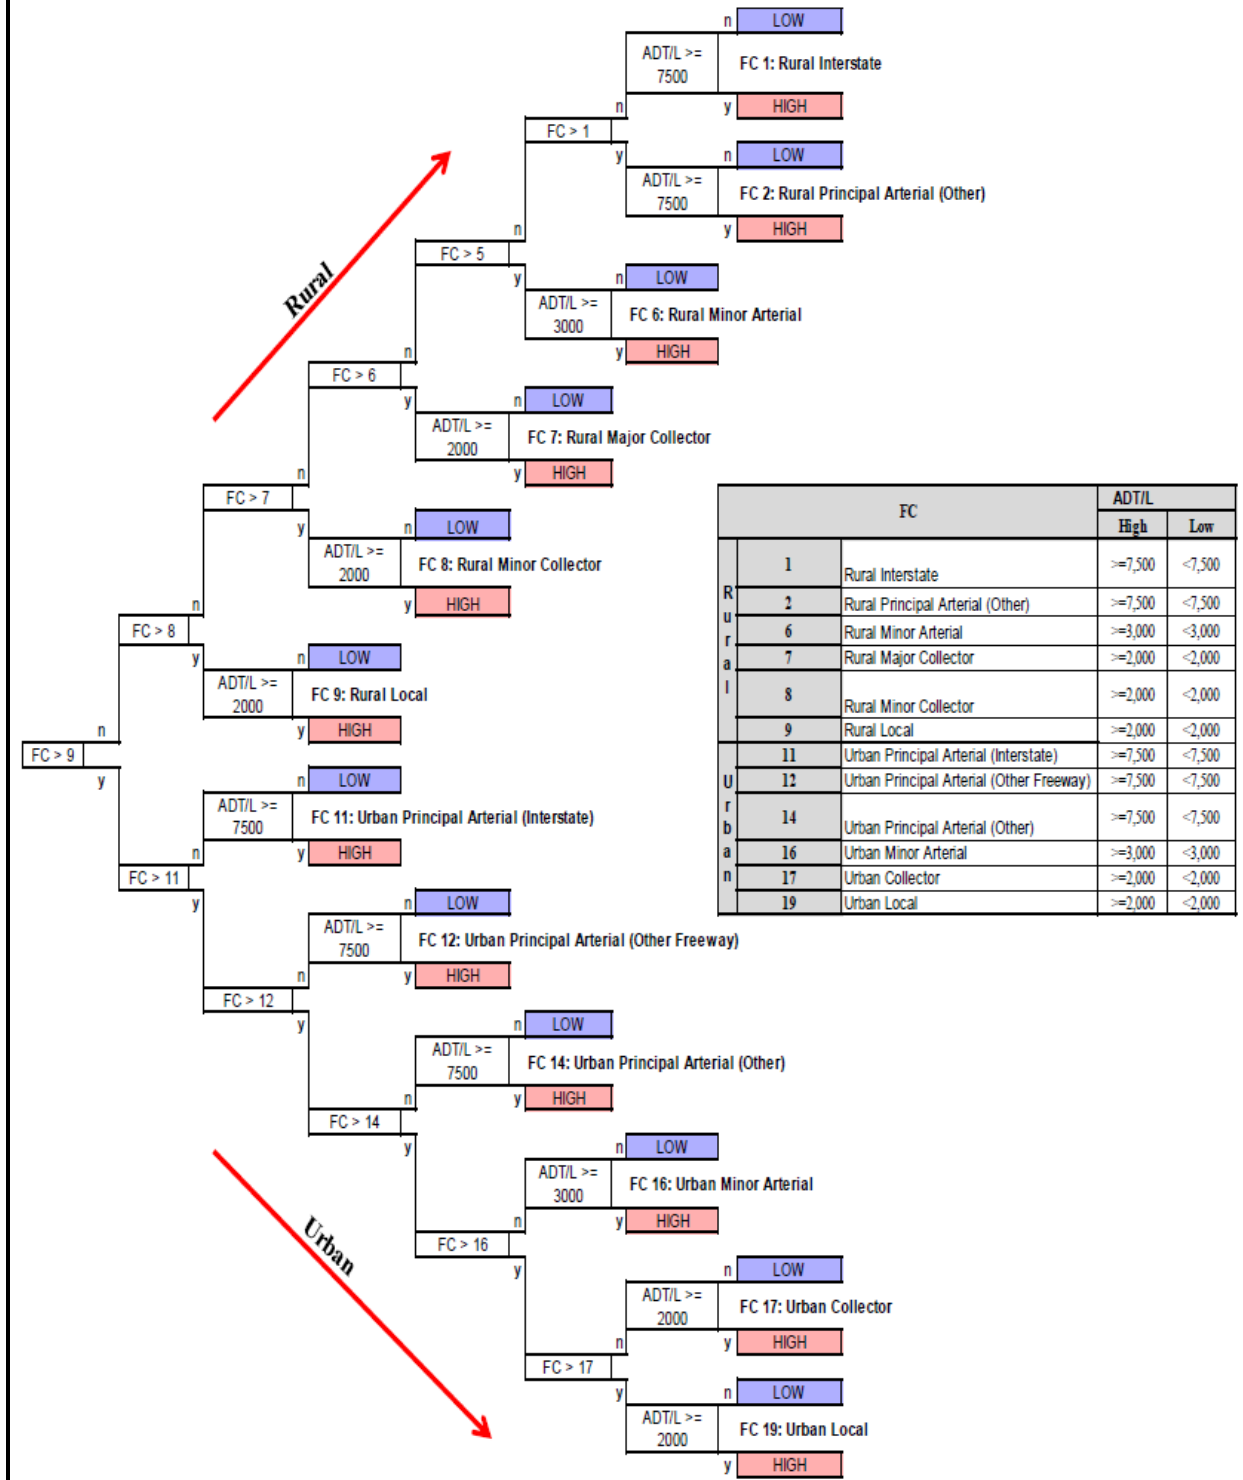 n LOW
ADT/L >=
7500
FC 1: Rural Interstate
n
y HIGH
FC > 1
y
n LOW
ADT/L >=
7500
FC 2: Rural Principal Arterial (Other)
n
y HIGH
FC > 5
y
n LOW
ADT/L >=
3000
FC 6: Rural Minor Arterial
n
y HIGH
FC > 6
y
n LOW
ADT/L >=
2000
FC 7: Rural Major Collector
n
y HIGH
FC > 7
y
n LOW
ADT/L >=
2000
FC 8: Rural Minor Collector
n
y HIGH
FC > 8
y
n LOW
ADT/L >=
2000
FC 9: Rural Local
n
y HIGH
FC > 9
y
n LOW
ADT/L >=
7500
FC 11: Urban Principal Arterial (Interstate)
n
y HIGH
FC > 11
y
n LOW
ADT/L >=
7500
FC 12: Urban Principal Arterial (Other Freeway)
n
y HIGH
FC > 12
y
n LOW
ADT/L >=
7500
FC 14: Urban Principal Arterial (Other)
n
y HIGH
FC > 14
y
n LOW
ADT/L >=
3000
FC 16: Urban Minor Arterial
n
y HIGH
FC > 16
y
n LOW
ADT/L >=
2000
FC 17: Urban Collector
n
y HIGH
FC > 17
y
n LOW
ADT/L >=
2000
FC 19: Urban Local
y HIGH
Rural
Urban
FC ADT/L
High Low
Rural
1 Rural Interstate >=7,500 <7,500
2 Rural Principal Arterial (Other) >=7,500 <7,500
6 Rural Minor Arterial >=3,000 <3,000
7 Rural Major Collector >=2,000 <2,000
8 Rural Minor Collector >=2,000 <2,000
9 Rural Local >=2,000 <2,000
Urban
11 Urban Principal Arterial (Interstate) >=7,500 <7,500
12 Urban Principal Arterial (Other Freeway) >=7,500 <7,500
14 Urban Principal Arterial (Other) >=7,500 <7,500
16 Urban Minor Arterial >=3,000 <3,000
17 Urban Collector >=2,000 <2,000
19 Urban Local >=2,000 <2,000